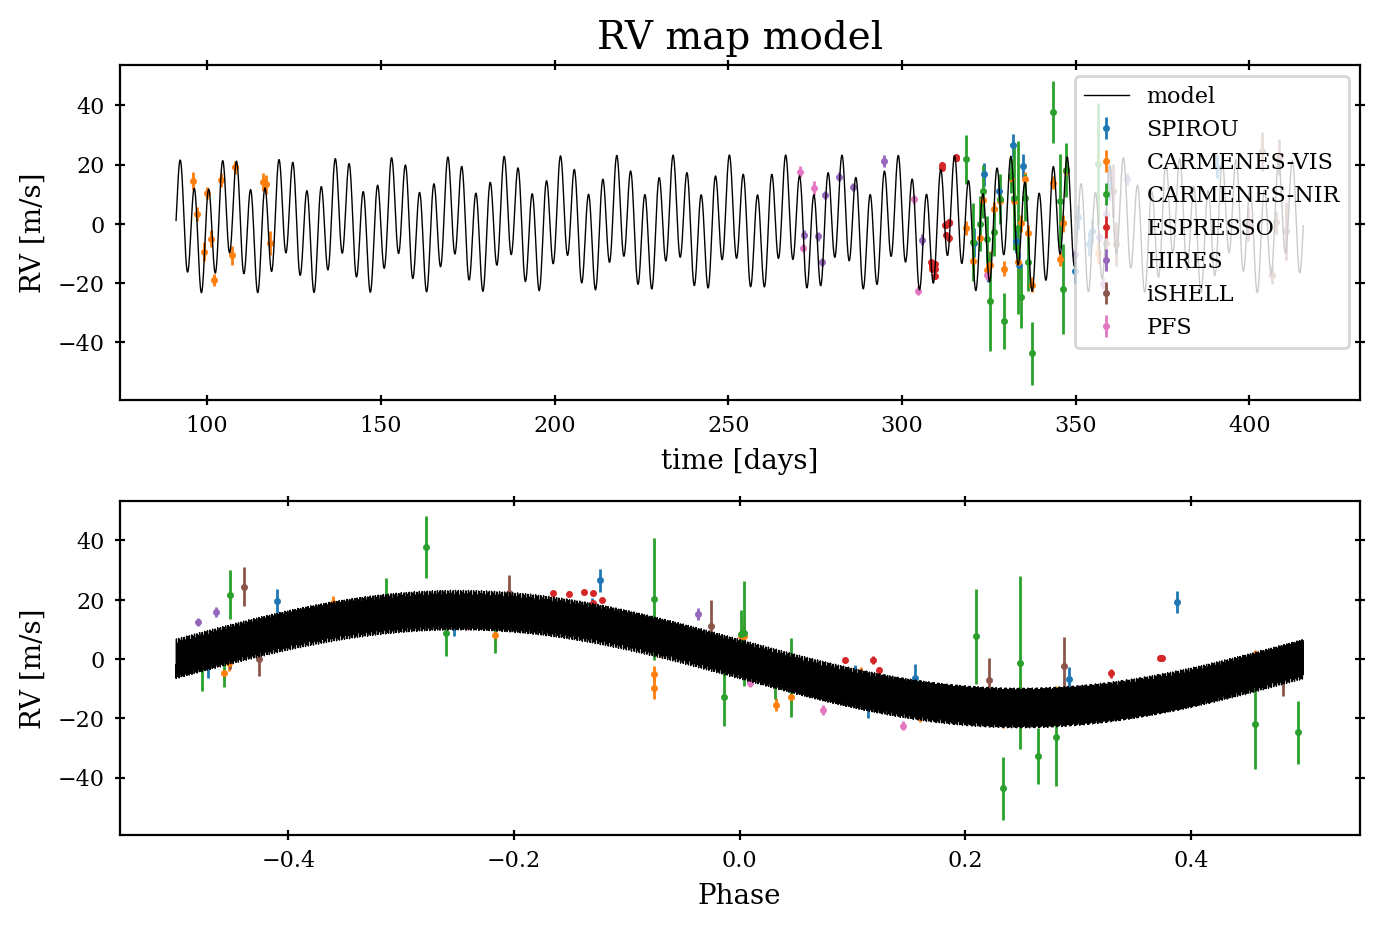 RV map model
RV [m/s]
40
20
0
−20
−40
model
SPIROU
CARMENES-VIS
CARMENES-NIR
ESPRESSO
HIRES
iSHELL
PFS
100 150 200 250 300 350 400
time [days]
RV [m/s]
40
20
0
−20
−40
−0.4 −0.2 0.0 0.2 0.4
Phase